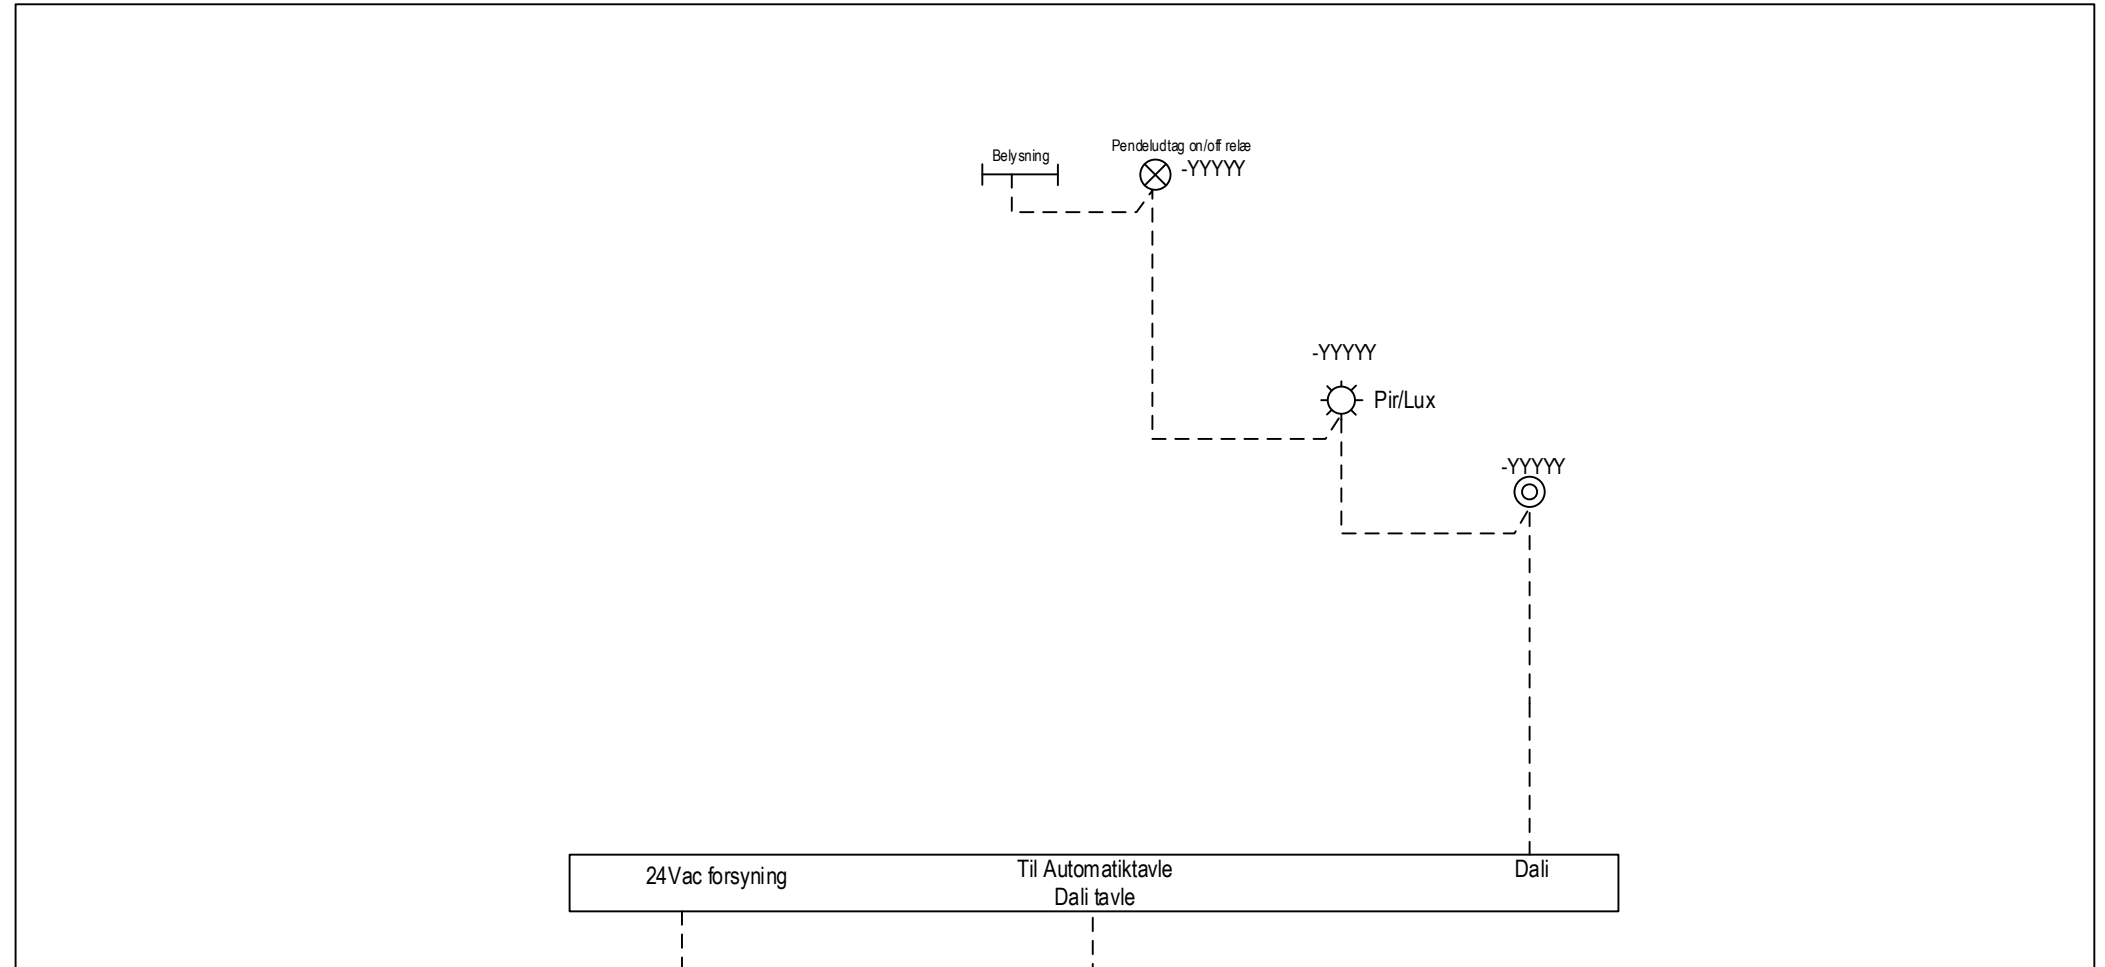 Pendeludtag on/off relæ
Belysning
-YYYYY
-YYYYY
Pir/Lux
-YYYYY
24Vac forsyning
Til Automatiktavle
Dali tavle
Dali